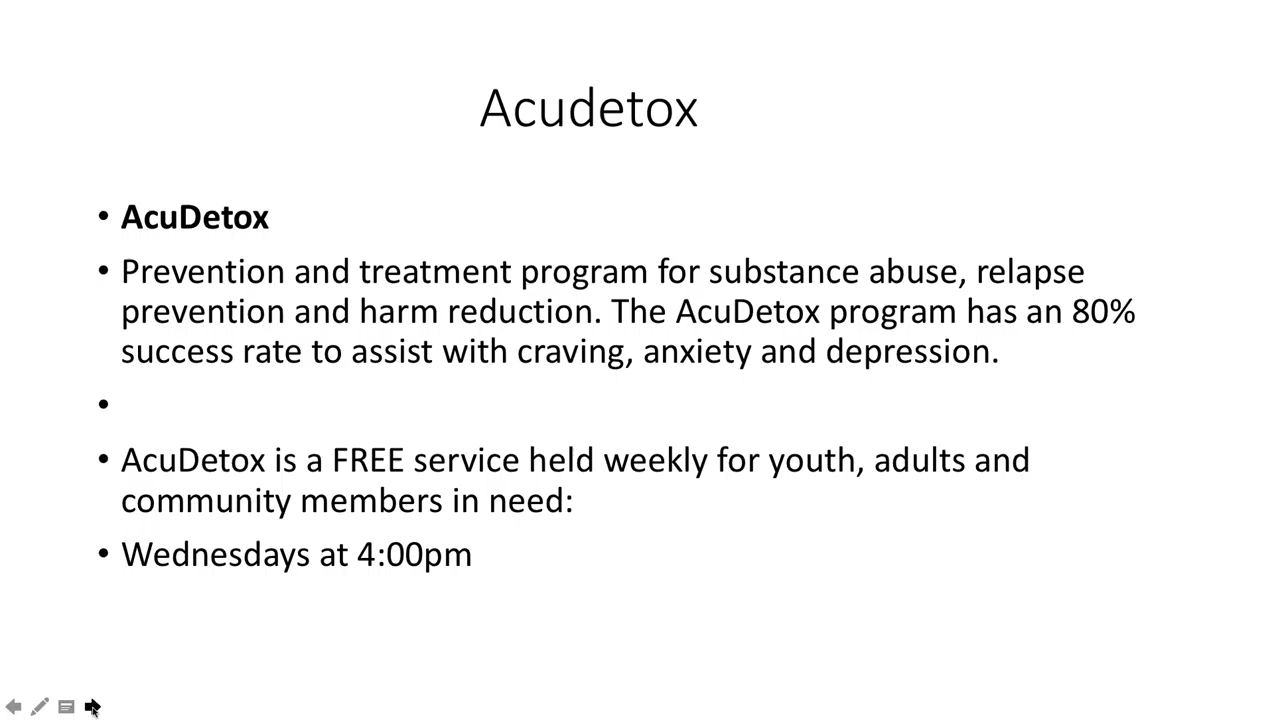 Acudetox
• AcuDetox
• Prevention and treatment program for substance abuse, relapse
prevention and harm reduction. The AcuDetox program has an 80%
success rate to assist with craving, anxiety and depression.
•
• AcuDetox is a FREE service held weekly for youth, adults and
community members in need:
• Wednesdays at 4:00pm